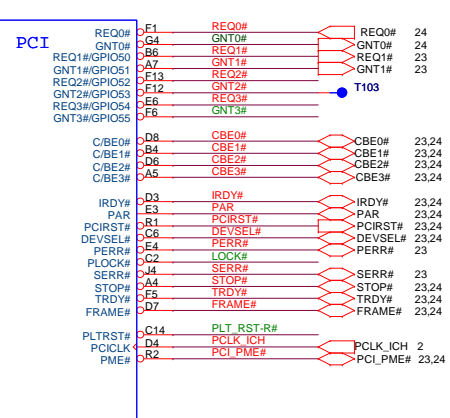 PCI
REQ0# F1 REQ0# REQ0# 24
GNT0# G4 GNT0# GNT0# 24
REQ1#/GPIO50 B6 REQ1# REQ1# 23
GNT1#/GPIO51 A7 GNT1# GNT1# 23
REQ2#/GPIO52 F13 REQ2#
GNT2#/GPIO53 F12 GNT2# T103
REQ3#/GPIO54 E6 REQ3#
GNT3#/GPIO55 F6 GNT3#
C/BE0# D8 CBE0# CBE0# 23,24
C/BE1# B4 CBE1# CBE1# 23,24
C/BE2# D6 CBE2# CBE2# 23,24
C/BE3# A5 CBE3# CBE3# 23,24
IRDY# D3 IRDY# IRDY# 23,24
PAR E3 PAR PAR 23,24
PCIRST# R1 PCIRST# PCIRST# 23,24
DEVSEL# C6 DEVSEL# DEVSEL# 23,24
PERR# E4 PERR# PERR# 23
PLOCK# C2 LOCK#
SERR# J4 SERR# SERR# 23
STOP# A4 STOP# STOP# 23,24
TRDY# F5 TRDY# TRDY# 23,24
FRAME# D7 FRAME# FRAME# 23,24
PLTRST# C14 PLT_RST-R#
PCICLK D4 PCLK_ICH PCLK_ICH 2
PME# R2 PCI_PME# PCI_PME# 23,24